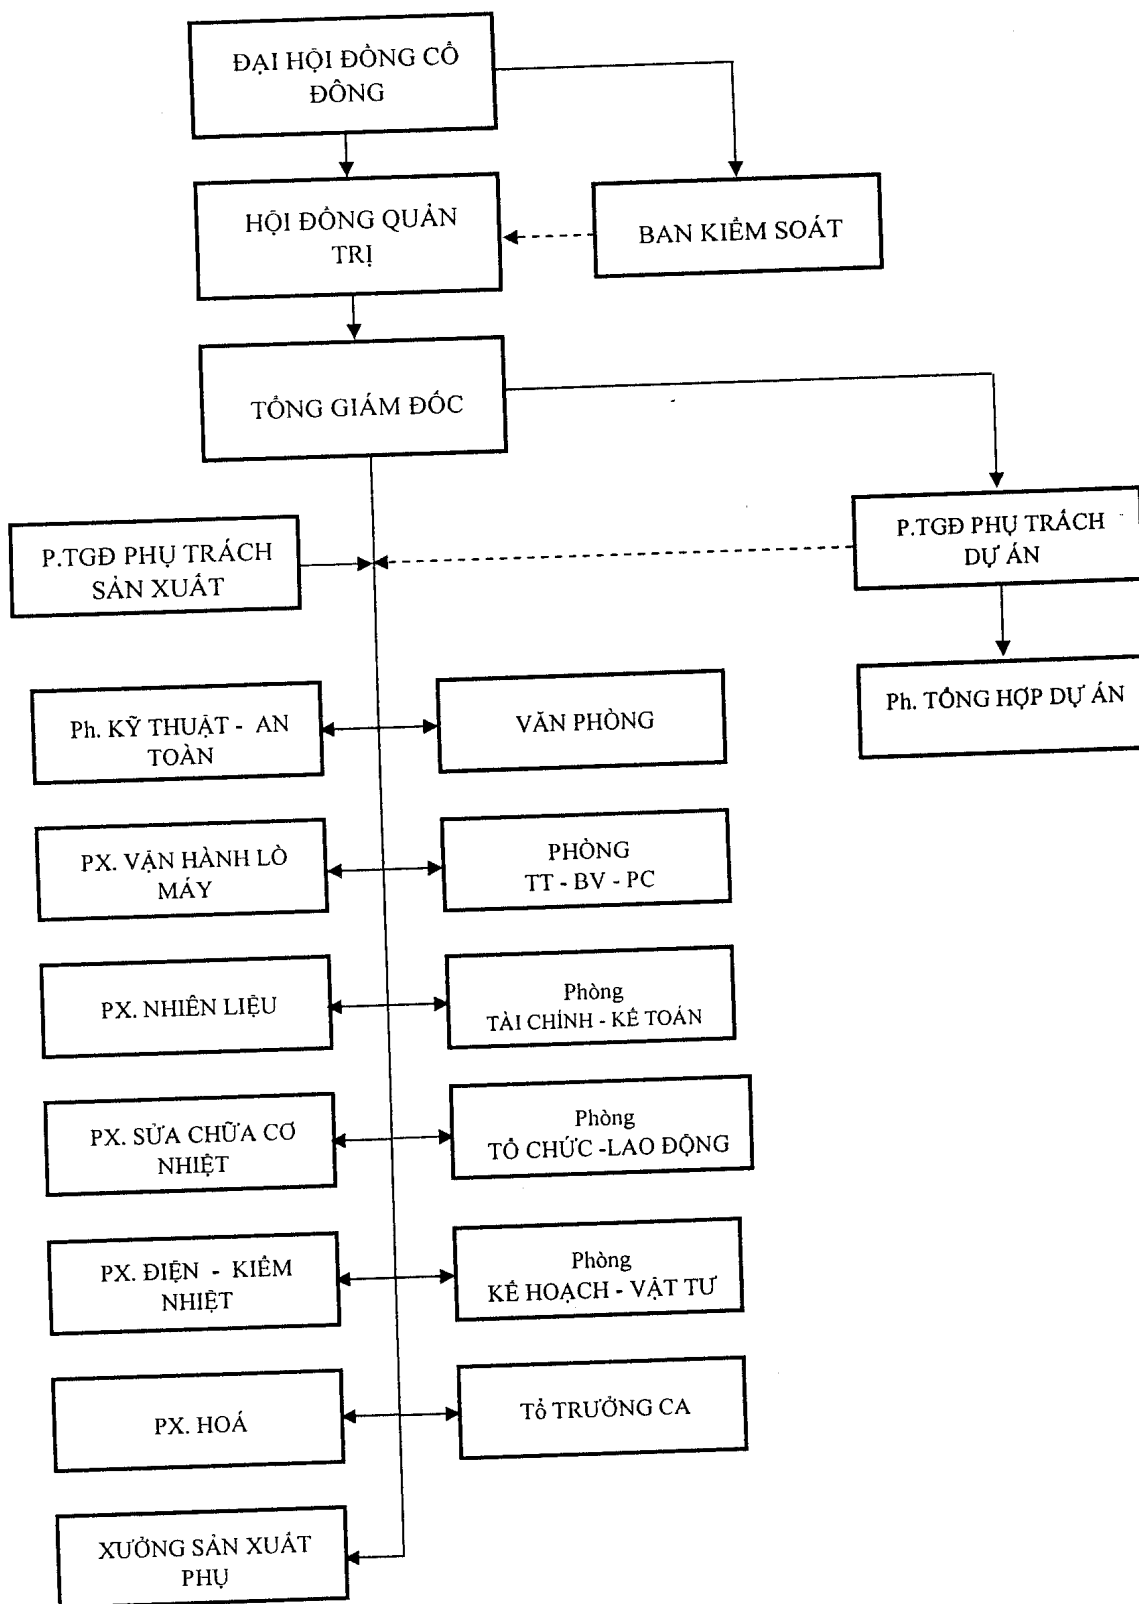 ĐẠI HỘI ĐỒNG CỔ
ĐÔNG
HỘI ĐỒNG QUẢN
TRỊ
BAN KIỂM SOÁT
TỔNG GIÁM ĐỐC
P.TGĐ PHỤ TRÁCH
SẢN XUẤT
P.TGĐ PHỤ TRÁCH
DỰ ÁN
Ph. TỔNG HỢP DỰ ÁN
Ph. KỸ THUẬT - AN
TOÀN
VĂN PHÒNG
PX. VẬN HÀNH LÒ
MÁY
PHÒNG
TT - BV - PC
PX. NHIÊN LIỆU
Phòng
TÀI CHÍNH - KẾ TOÁN
PX. SỬA CHỮA CƠ
NHIỆT
Phòng
TỔ CHỨC -LAO ĐỘNG
PX. ĐIỆN - KIỂM
NHIỆT
Phòng
KẾ HOẠCH - VẬT TƯ
PX. HOÁ
Tổ TRƯỞNG CA
XƯỞNG SẢN XUẤT
PHỤ